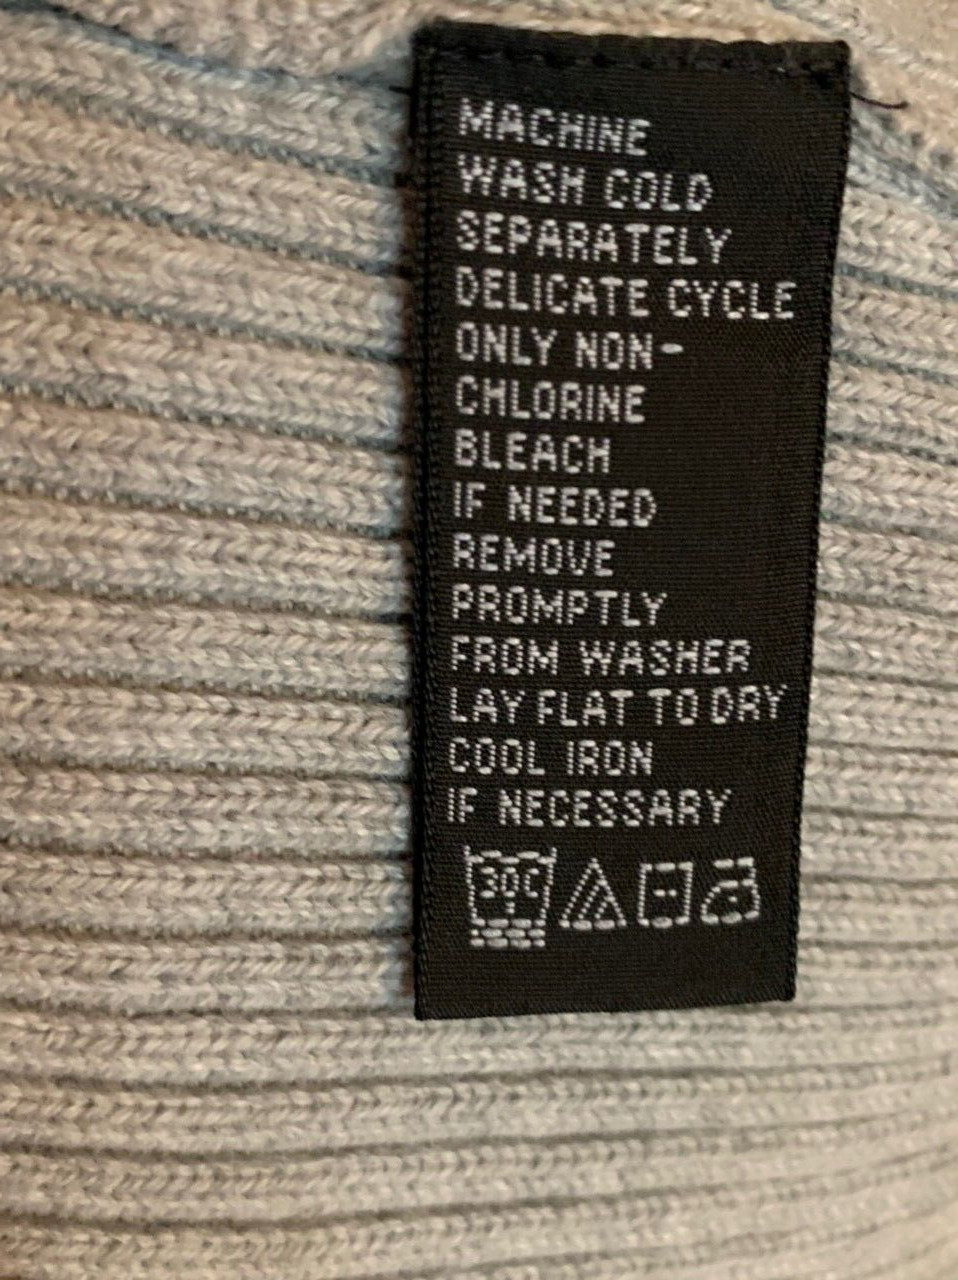 MACHINE
WASH COLD
SEPARATELY
DELICATE CYCLE
ONLY NON-
CHLORINE
BLEACH
IF NEEDED
REMOVE
PROMPTLY
FROM WASHER
LAY FLAT TO DRY
COOL IRON
IF NECESSARY
30C